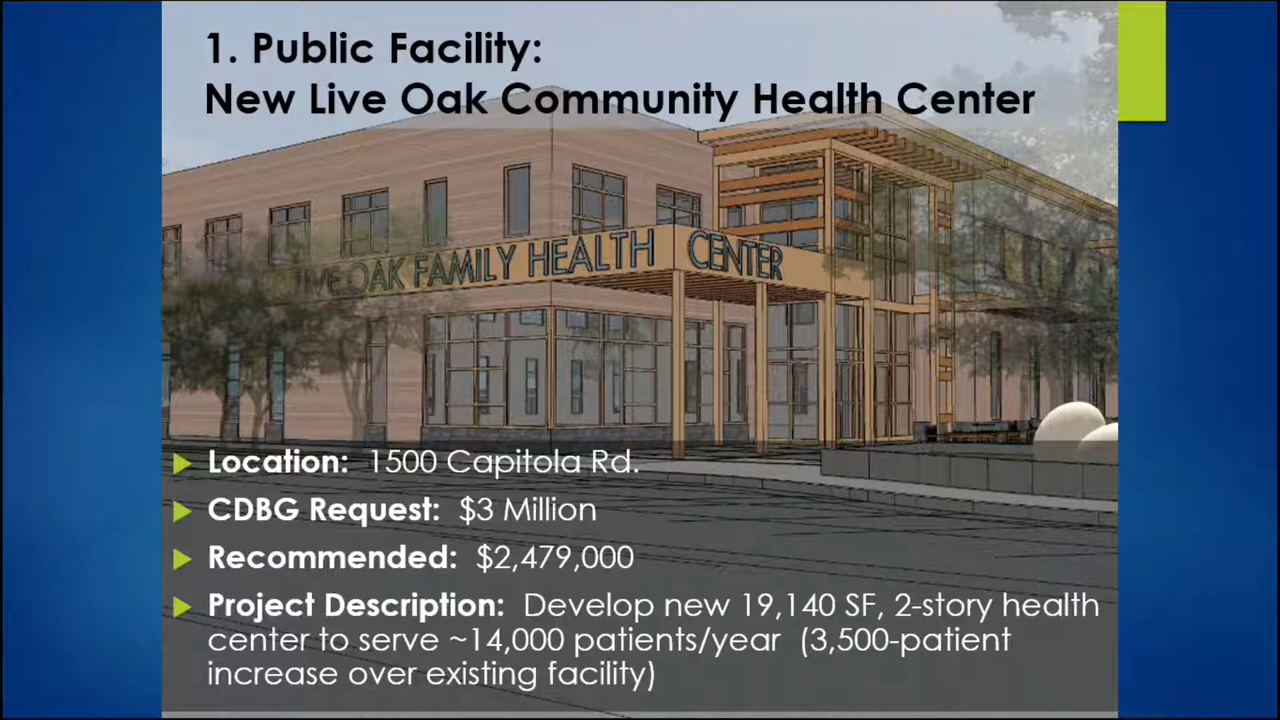 1. Public Facility:
New Live Oak Community Health Center
LIVE OAK FAMILY HEALTH CENTER
Location: 1500 Capitola Rd.
CDBG Request: $3 Million
Recommended: $2,479,000
Project Description: Develop new 19,140 SF, 2-story health
center to serve ~14,000 patients/year (3,500-patient
increase over existing facility)